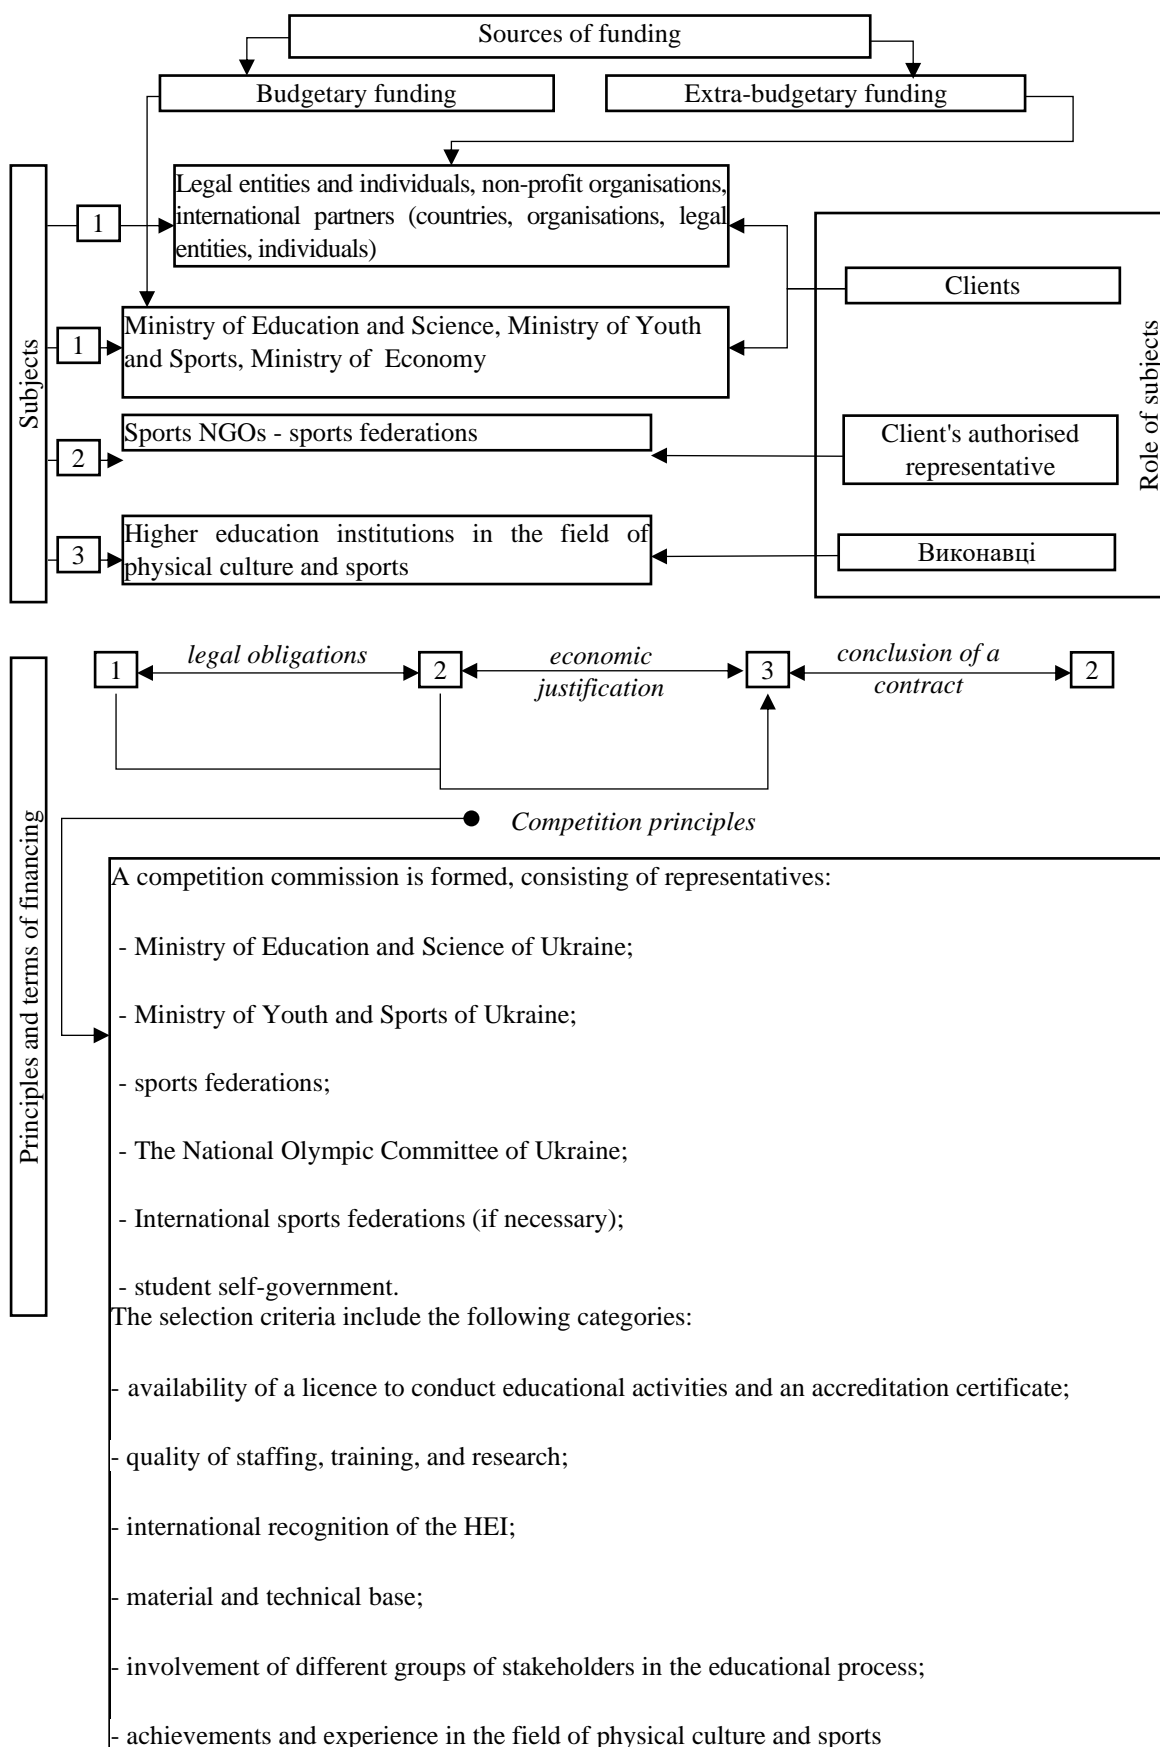 Sources of funding
Budgetary funding
Extra-budgetary funding
Subjects
1
Legal entities and individuals, non-profit organisations,
international partners (countries, organisations, legal
entities, individuals)
Clients
Role of subjects
1
Ministry of Education and Science, Ministry of Youth
and Sports, Ministry of Economy
2
Sports NGOs - sports federations
Client's authorised
representative
3
Higher education institutions in the field of
physical culture and sports
Виконавці
Principles and terms of financing
1
legal obligations
2
economic
justification
3
conclusion of a
contract
2
Competition principles
A competition commission is formed, consisting of representatives:
- Ministry of Education and Science of Ukraine;
- Ministry of Youth and Sports of Ukraine;
- sports federations;
- The National Olympic Committee of Ukraine;
- International sports federations (if necessary);
- student self-government.
The selection criteria include the following categories:
- availability of a licence to conduct educational activities and an accreditation certificate;
- quality of staffing, training, and research;
- international recognition of the HEI;
- material and technical base;
- involvement of different groups of stakeholders in the educational process;
- achievements and experience in the field of physical culture and sports